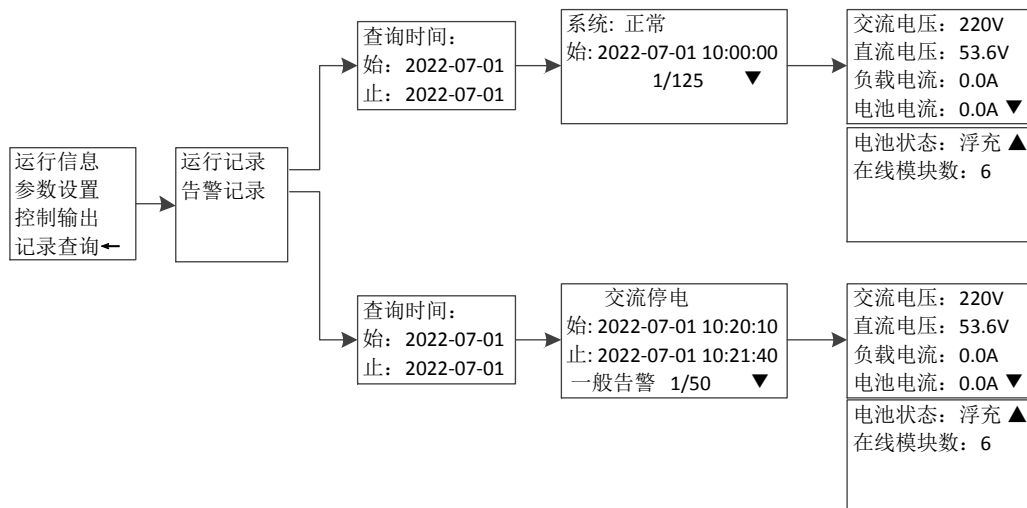 运行信息
参数设置
控制输出
记录查询←
运行记录
告警记录
查询时间：
始：2022-07-01
止：2022-07-01
系统: 正常
始: 2022-07-01 10:00:00
1/125 ▼
交流电压：220V
直流电压：53.6V
负载电流：0.0A
电池电流：0.0A ▼
电池状态：浮充 ▲
在线模块数：6
查询时间：
始：2022-07-01
止：2022-07-01
交流停电
始: 2022-07-01 10:20:10
止: 2022-07-01 10:21:40
一般告警 1/50 ▼
交流电压：220V
直流电压：53.6V
负载电流：0.0A
电池电流：0.0A ▼
电池状态：浮充 ▲
在线模块数：6